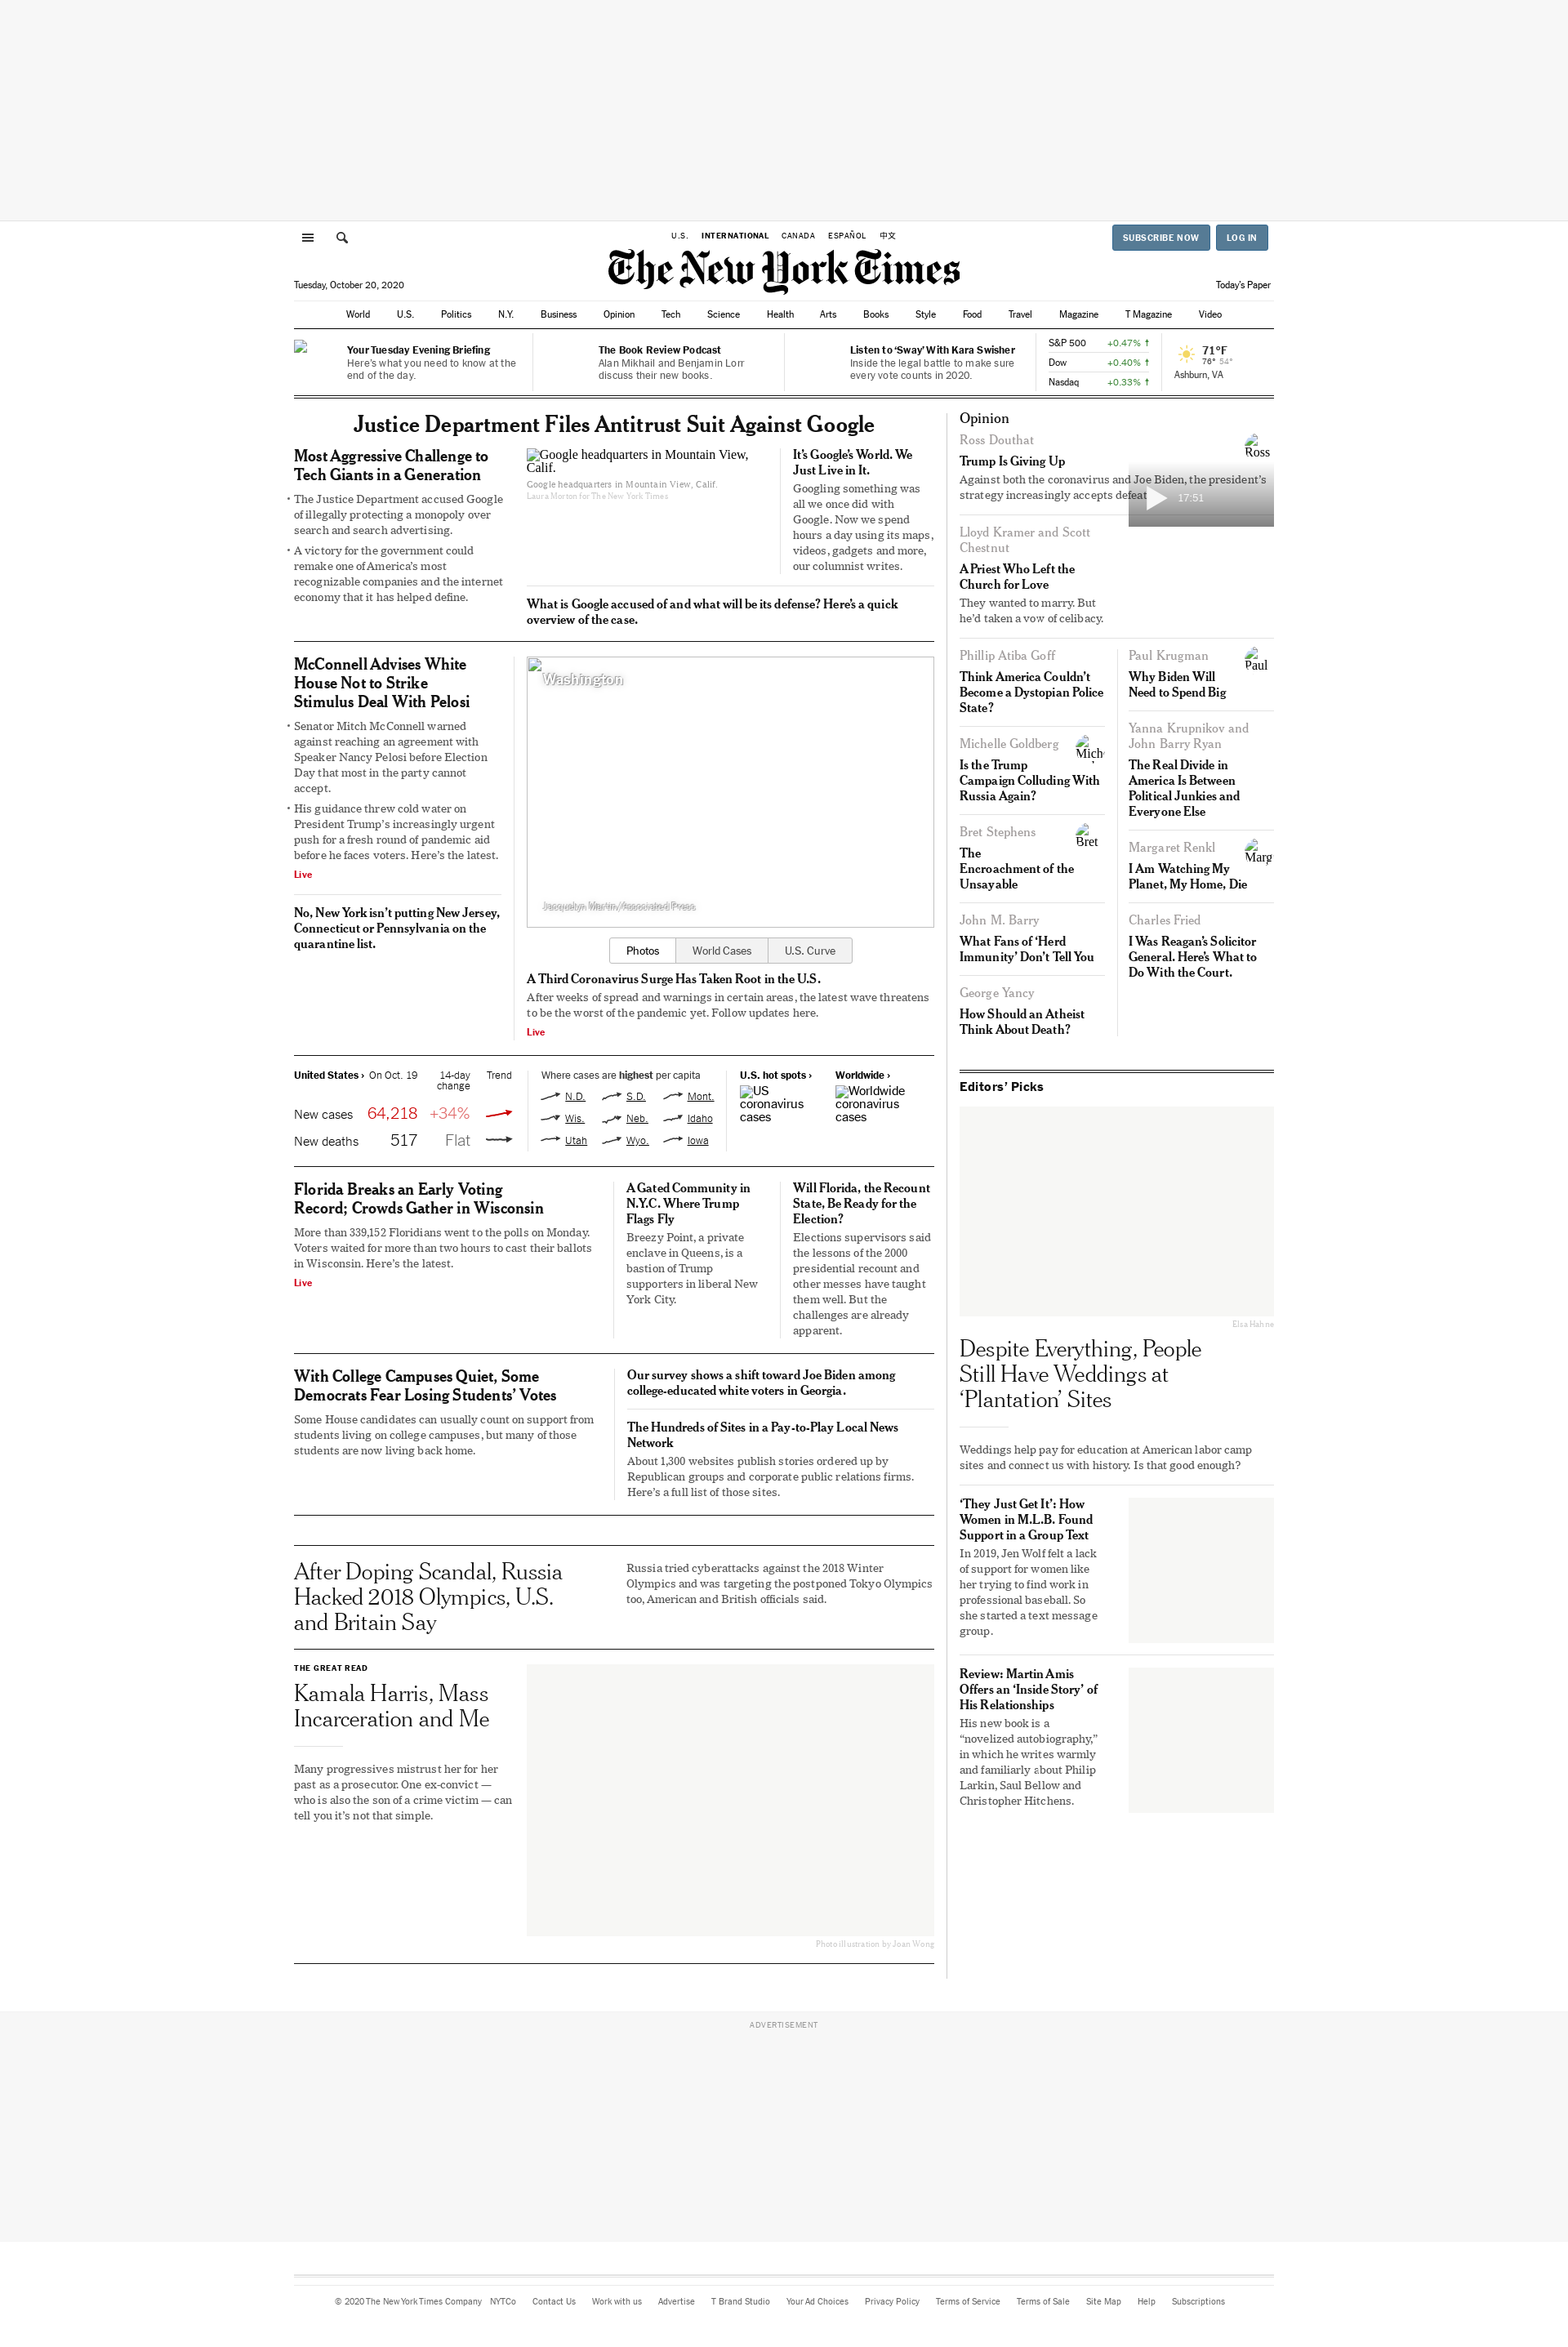 U.S. INTERNATIONAL CANADA ESPAÑOL 中文
SUBSCRIBE NOW LOG IN
The New York Times
Tuesday, October 20, 2020
Today's Paper
World U.S. Politics N.Y. Business Opinion Tech Science Health Arts Books Style Food Travel Magazine T Magazine Video
Your Tuesday Evening Briefing
Here's what you need to know at the
end of the day.
The Book Review Podcast
Alan Mikhail and Benjamin Lorr
discuss their new books.
Listen to ‘Sway’ With Kara Swisher
Inside the legal battle to make sure
every vote counts in 2020.
S&P 500 +0.47% ↑
Dow +0.40% ↑
Nasdaq +0.33% ↑
71°F
76° 54°
Ashburn, VA
Justice Department Files Antitrust Suit Against Google
Most Aggressive Challenge to
Tech Giants in a Generation
• The Justice Department accused Google
of illegally protecting a monopoly over
search and search advertising.
• A victory for the government could
remake one of America’s most
recognizable companies and the internet
economy that it has helped define.
Google headquarters in Mountain View,
Calif.
Google headquarters in Mountain View, Calif.
Laura Morton for The New York Times
It’s Google’s World. We
Just Live in It.
Googling something was
all we once did with
Google. Now we spend
hours a day using its maps,
videos, gadgets and more,
our columnist writes.
What is Google accused of and what will be its defense? Here’s a quick
overview of the case.
McConnell Advises White
House Not to Strike
Stimulus Deal With Pelosi
• Senator Mitch McConnell warned
against reaching an agreement with
Speaker Nancy Pelosi before Election
Day that most in the party cannot
accept.
• His guidance threw cold water on
President Trump’s increasingly urgent
push for a fresh round of pandemic aid
before he faces voters. Here’s the latest.
Live
No, New York isn’t putting New Jersey,
Connecticut or Pennsylvania on the
quarantine list.
Washington
Jacquelyn Martin/Associated Press
Photos World Cases U.S. Curve
A Third Coronavirus Surge Has Taken Root in the U.S.
After weeks of spread and warnings in certain areas, the latest wave threatens
to be the worst of the pandemic yet. Follow updates here.
Live
United States › On Oct. 19 14-day
change Trend
New cases 64,218 +34%
New deaths 517 Flat
Where cases are highest per capita
N.D. S.D. Mont.
Wis. Neb. Idaho
Utah Wyo. Iowa
U.S. hot spots ›
US
coronavirus
cases
Worldwide ›
Worldwide
coronavirus
cases
Florida Breaks an Early Voting
Record; Crowds Gather in Wisconsin
More than 339,152 Floridians went to the polls on Monday.
Voters waited for more than two hours to cast their ballots
in Wisconsin. Here’s the latest.
Live
A Gated Community in
N.Y.C. Where Trump
Flags Fly
Breezy Point, a private
enclave in Queens, is a
bastion of Trump
supporters in liberal New
York City.
Will Florida, the Recount
State, Be Ready for the
Election?
Elections supervisors said
the lessons of the 2000
presidential recount and
other messes have taught
them well. But the
challenges are already
apparent.
With College Campuses Quiet, Some
Democrats Fear Losing Students’ Votes
Some House candidates can usually count on support from
students living on college campuses, but many of those
students are now living back home.
Our survey shows a shift toward Joe Biden among
college-educated white voters in Georgia.
The Hundreds of Sites in a Pay-to-Play Local News
Network
About 1,300 websites publish stories ordered up by
Republican groups and corporate public relations firms.
Here’s a full list of those sites.
After Doping Scandal, Russia
Hacked 2018 Olympics, U.S.
and Britain Say
Russia tried cyberattacks against the 2018 Winter
Olympics and was targeting the postponed Tokyo Olympics
too, American and British officials said.
THE GREAT READ
Kamala Harris, Mass
Incarceration and Me
Many progressives mistrust her for her
past as a prosecutor. One ex-convict —
who is also the son of a crime victim — can
tell you it’s not that simple.
Photo illustration by Joan Wong
Opinion
Ross Douthat
Ross
Trump Is Giving Up
Against both the coronavirus and Joe Biden, the president’s
strategy increasingly accepts defeat
17:51
Lloyd Kramer and Scott
Chestnut
A Priest Who Left the
Church for Love
They wanted to marry. But
he’d taken a vow of celibacy.
Phillip Atiba Goff
Think America Couldn’t
Become a Dystopian Police
State?
Michelle Goldberg
Is the Trump
Campaign Colluding With
Russia Again?
Bret Stephens
Bret
The
Encroachment of the
Unsayable
John M. Barry
What Fans of ‘Herd
Immunity’ Don’t Tell You
George Yancy
How Should an Atheist
Think About Death?
Paul Krugman
Paul
Why Biden Will
Need to Spend Big
Yanna Krupnikov and
John Barry Ryan
The Real Divide in
America Is Between
Political Junkies and
Everyone Else
Margaret Renkl
I Am Watching My
Planet, My Home, Die
Charles Fried
I Was Reagan’s Solicitor
General. Here’s What to
Do With the Court.
Editors’ Picks
Elsa Hahne
Despite Everything, People
Still Have Weddings at
‘Plantation’ Sites
Weddings help pay for education at American labor camp
sites and connect us with history. Is that good enough?
‘They Just Get It’: How
Women in M.L.B. Found
Support in a Group Text
In 2019, Jen Wolf felt a lack
of support for women like
her trying to find work in
professional baseball. So
she started a text message
group.
Review: Martin Amis
Offers an ‘Inside Story’ of
His Relationships
His new book is a
“novelized autobiography,”
in which he writes warmly
and familiarly about Philip
Larkin, Saul Bellow and
Christopher Hitchens.
ADVERTISEMENT
© 2020 The New York Times Company NYTCo Contact Us Work with us Advertise T Brand Studio Your Ad Choices Privacy Policy Terms of Service Terms of Sale Site Map Help Subscriptions